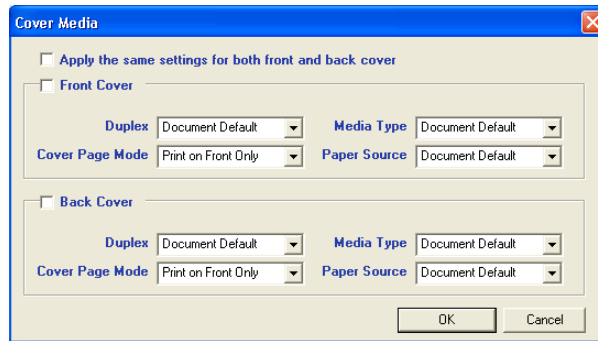 Cover Media
Apply the same settings for both front and back cover
Front Cover
Duplex Document Default Media Type Document Default
Cover Page Mode Print on Front Only Paper Source Document Default
Back Cover
Duplex Document Default Media Type Document Default
Cover Page Mode Print on Front Only Paper Source Document Default
OK Cancel